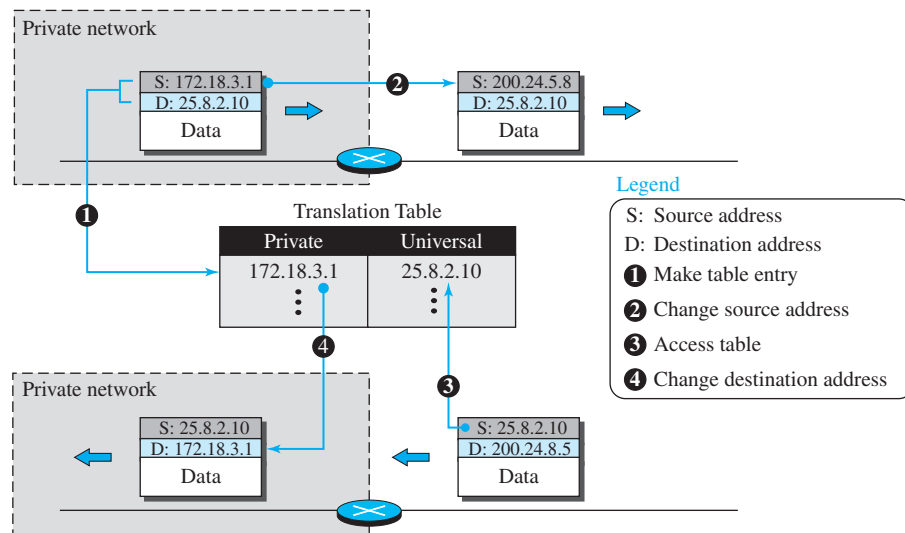 Private network
S: 172.18.3.1
D: 25.8.2.10
Data
2
S: 200.24.5.8
D: 25.8.2.10
Data
1
Translation Table
Private Universal
172.18.3.1 25.8.2.10
4
3
Legend
S: Source address
D: Destination address
1 Make table entry
2 Change source address
3 Access table
4 Change destination address
Private network
S: 25.8.2.10
D: 172.18.3.1
Data
S: 25.8.2.10
D: 200.24.8.5
Data